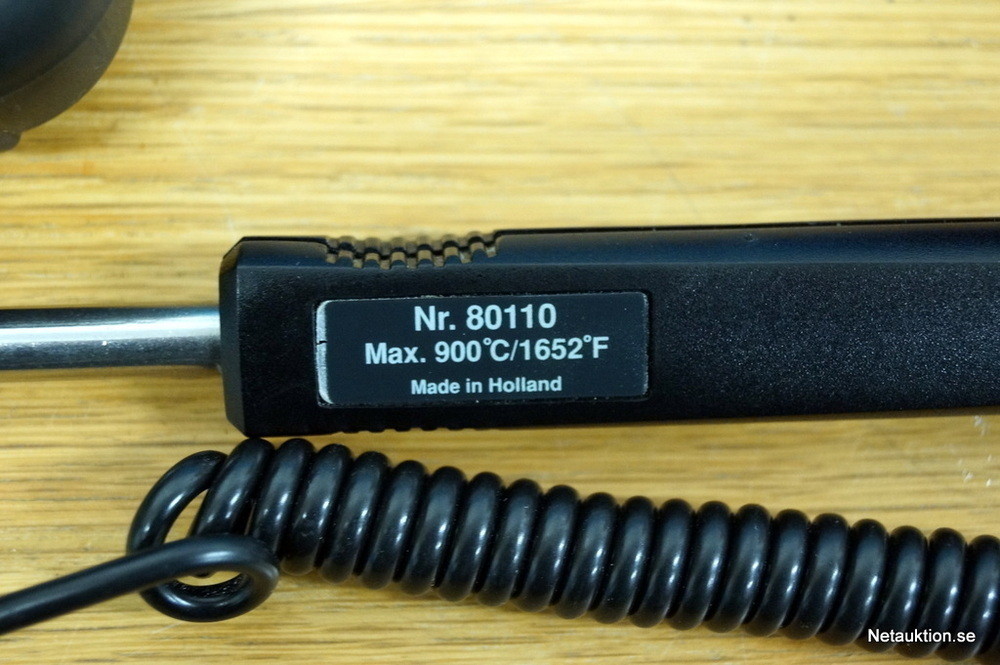 Nr. 80110
Max. 900°C/1652°F
Made in Holland
Netauktion.se